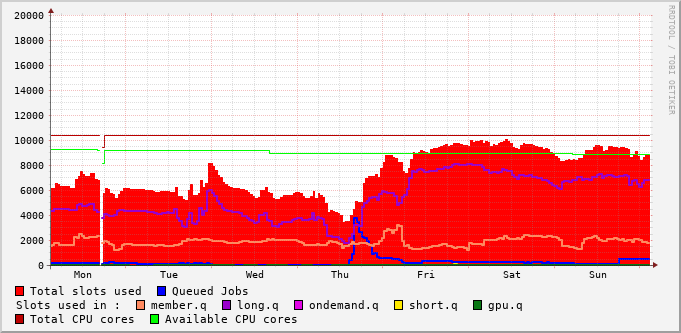 RRDTOOL / TOBI OETIKER
20000
18000
16000
14000
12000
10000
8000
6000
4000
2000
0
Mon Tue Wed Thu Fri Sat Sun
Total slots used Queued Jobs
Slots used in : member.q long.q ondemand.q short.q gpu.q
Total CPU cores Available CPU cores